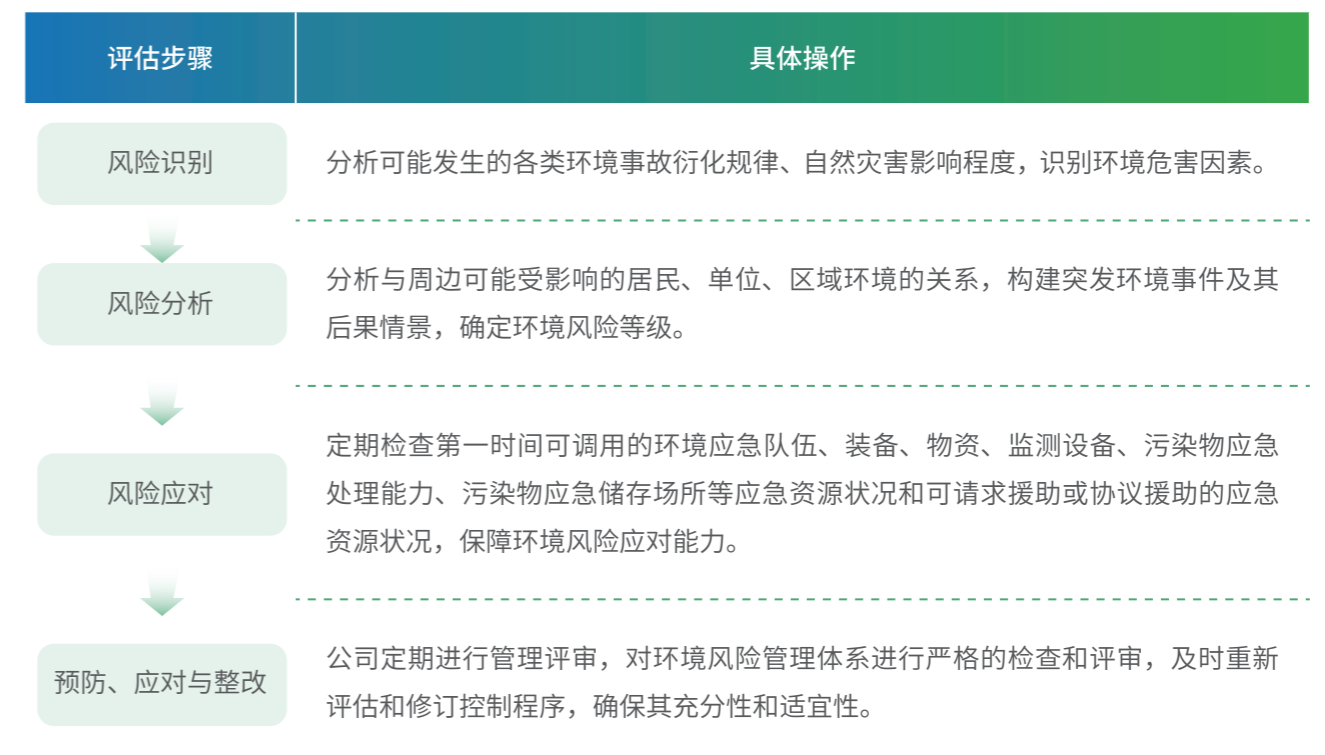 评估步骤
具体操作
风险识别
分析可能发生的各类环境事故衍化规律、自然灾害影响程度，识别环境危害因素。
风险分析
分析与周边可能受影响的居民、单位、区域环境的关系，构建突发环境事件及其
后果情景，确定环境风险等级。
风险应对
定期检查第一时间可调用的环境应急队伍、装备、物资、监测设备、污染物应急
处理能力、污染物应急储存场所等应急资源状况和可请求援助或协议援助的应急
资源状况，保障环境风险应对能力。
预防、应对与整改
公司定期进行管理评审，对环境风险管理体系进行严格的检查和评审，及时重新
评估和修订控制程序，确保其充分性和适宜性。